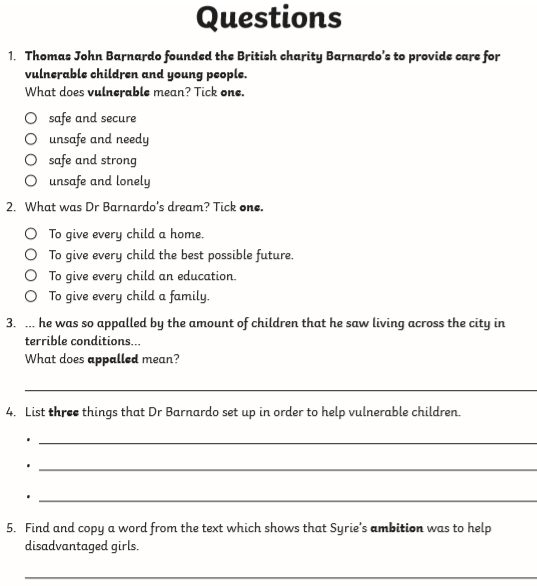 Questions
1. Thomas John Barnardo founded the British charity Barnardo's to provide care for
vulnerable children and young people.
What does vulnerable mean? Tick one.
safe and secure
unsafe and needy
safe and strong
unsafe and lonely
2. What was Dr Barnardo's dream? Tick one.
To give every child a home.
To give every child the best possible future.
To give every child an education.
To give every child a family.
3. ... he was so appalled by the amount of children that he saw living across the city in
terrible conditions...
What does appalled mean?
4. List three things that Dr Barnardo set up in order to help vulnerable children.
•
•
•
5. Find and copy a word from the text which shows that Syrie's ambition was to help
disadvantaged girls.